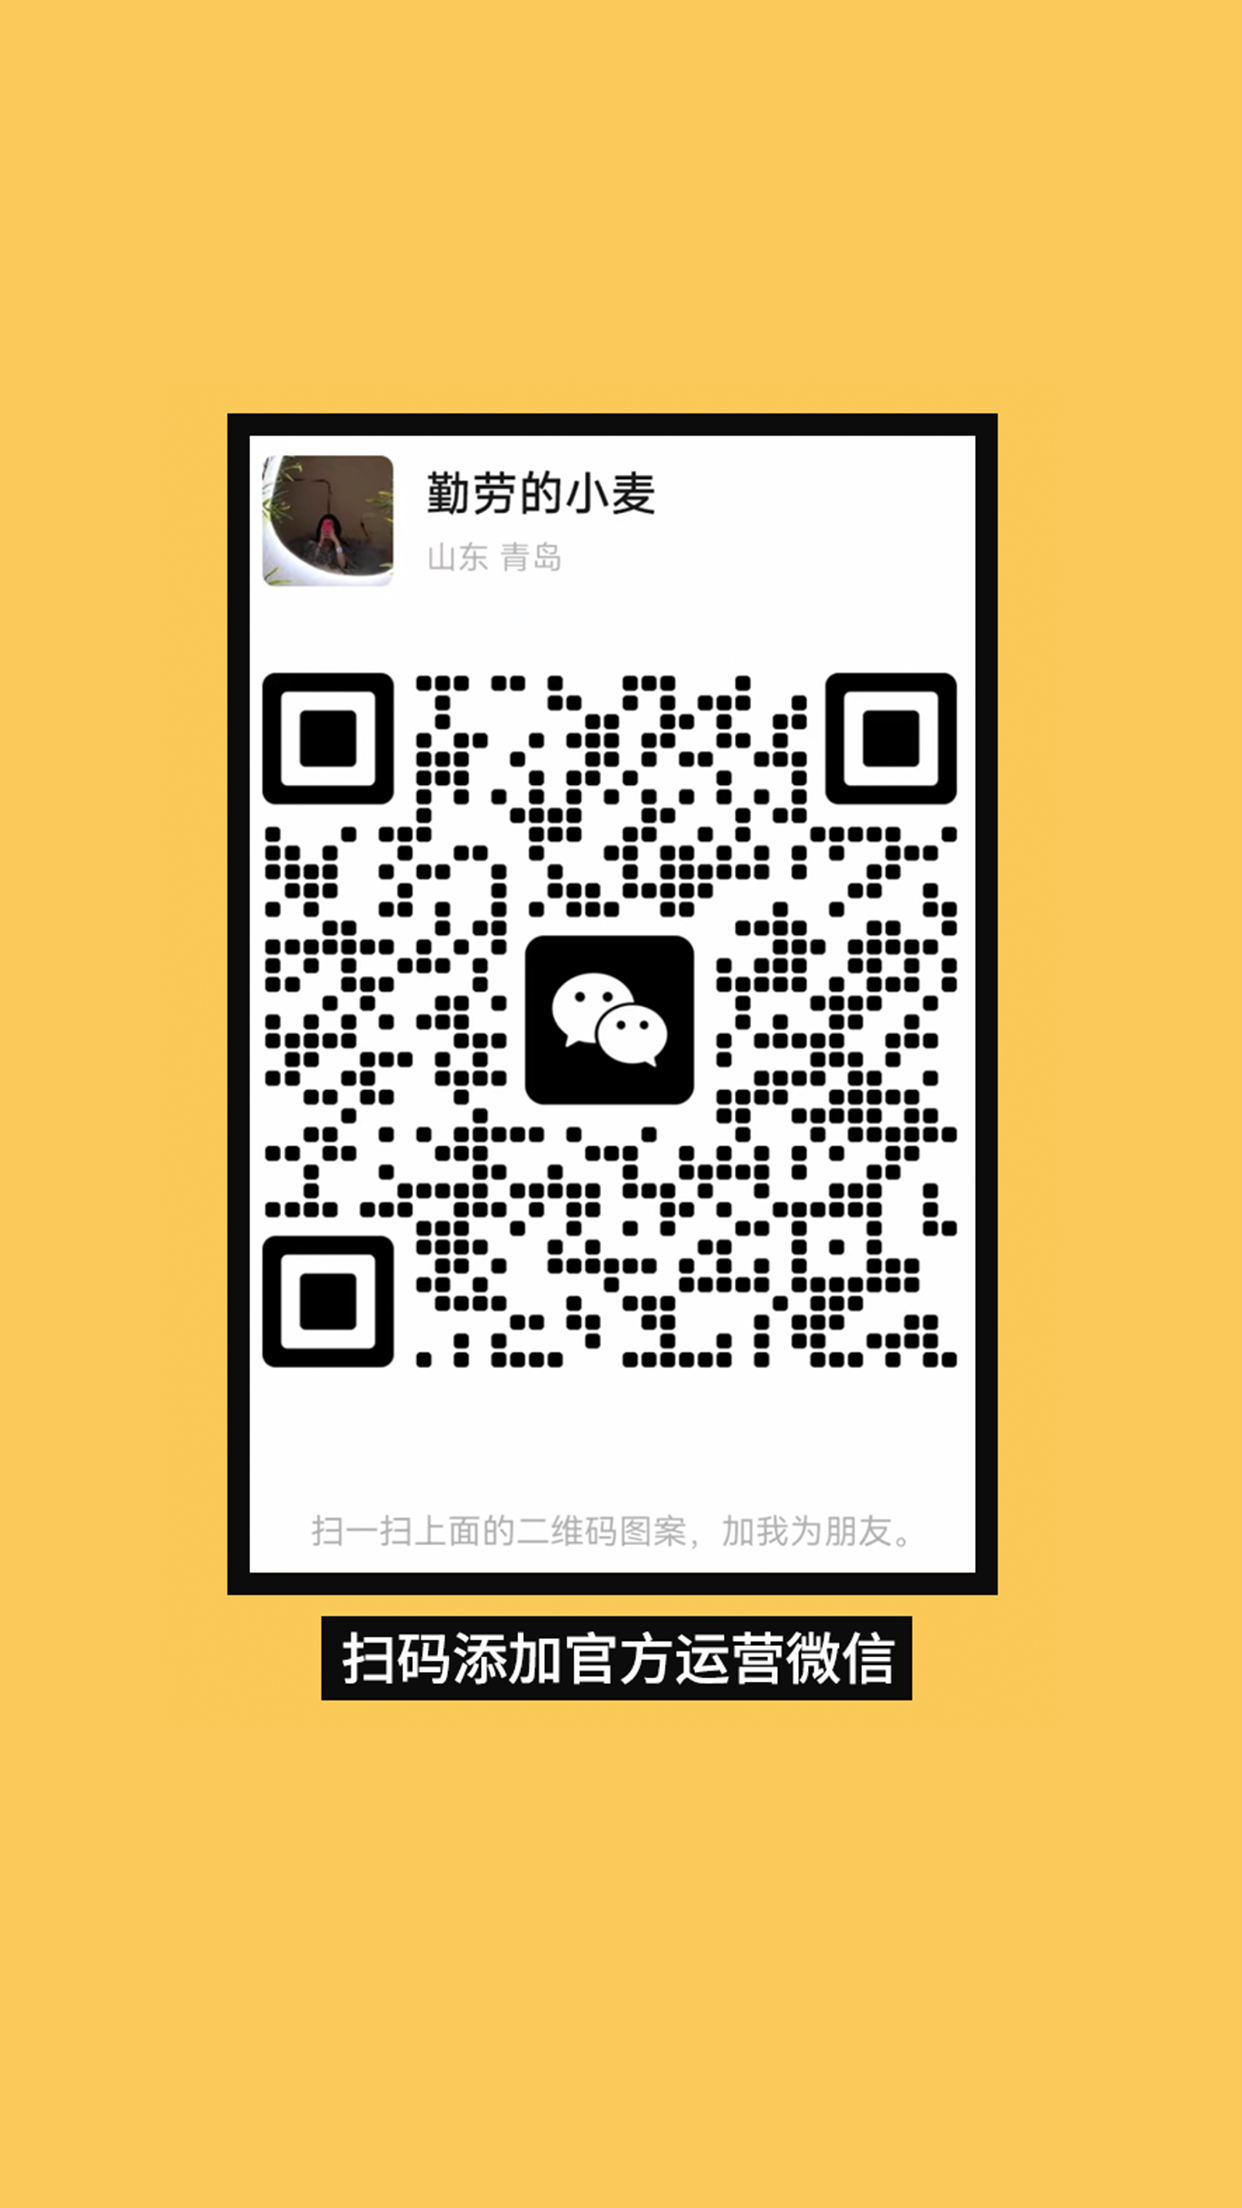 勤劳的小麦
山东 青岛
扫一扫上面的二维码图案，加我为朋友。
扫码添加官方运营微信